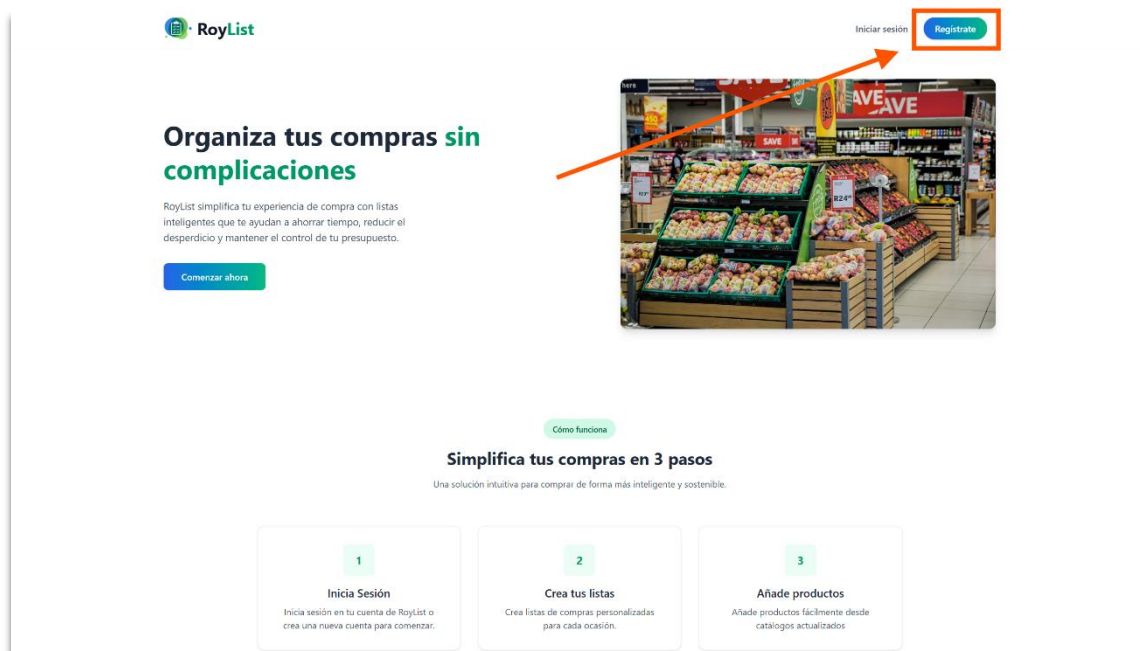 RoyList
Iniciar sesión
Regístrate
Organiza tus compras sin
complicaciones
RoyList simplifica tu experiencia de compra con listas
inteligentes que te ayudan a ahorrar tiempo, reducir el
desperdicio y mantener el control de tu presupuesto.
Comenzar ahora
SAVE
SAVE
AVE
AVE
SAVE
R24
Cómo funciona
Simplifica tus compras en 3 pasos
Una solución intuitiva para comprar de forma más inteligente y sostenible.
1
Inicia Sesión
Inicia sesión en tu cuenta de RoyList o
crea una nueva cuenta para comenzar.
2
Crea tus listas
Crea listas de compras personalizadas
para cada ocasión.
3
Añade productos
Añade productos fácilmente desde
catálogos actualizados